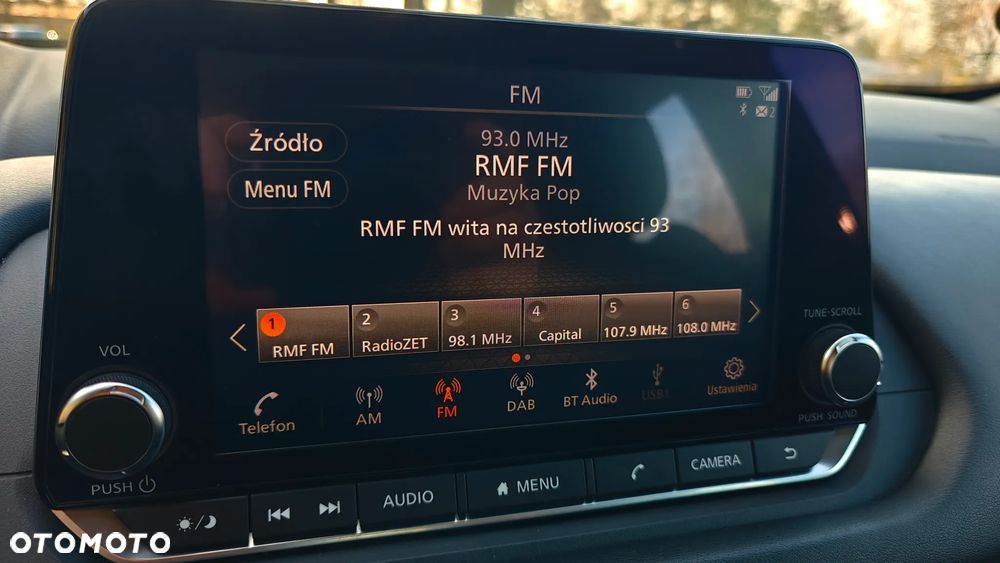 FM
2
Źródło
93.0 MHz
RMF FM
Menu FM
Muzyka Pop
RMF FM wita na czestotliwosci 93
MHz
1
RMF FM
2
RadioZET
3
98.1 MHz
4
Capital
5
107.9 MHz
6
108.0 MHz
VOL
TUNE·SCROLL
Telefon
AM
FM
DAB
BT Audio
USB1
Ustawienia
PUSH
PUSH SOUND
AUDIO
MENU
CAMERA
OTOMOTO